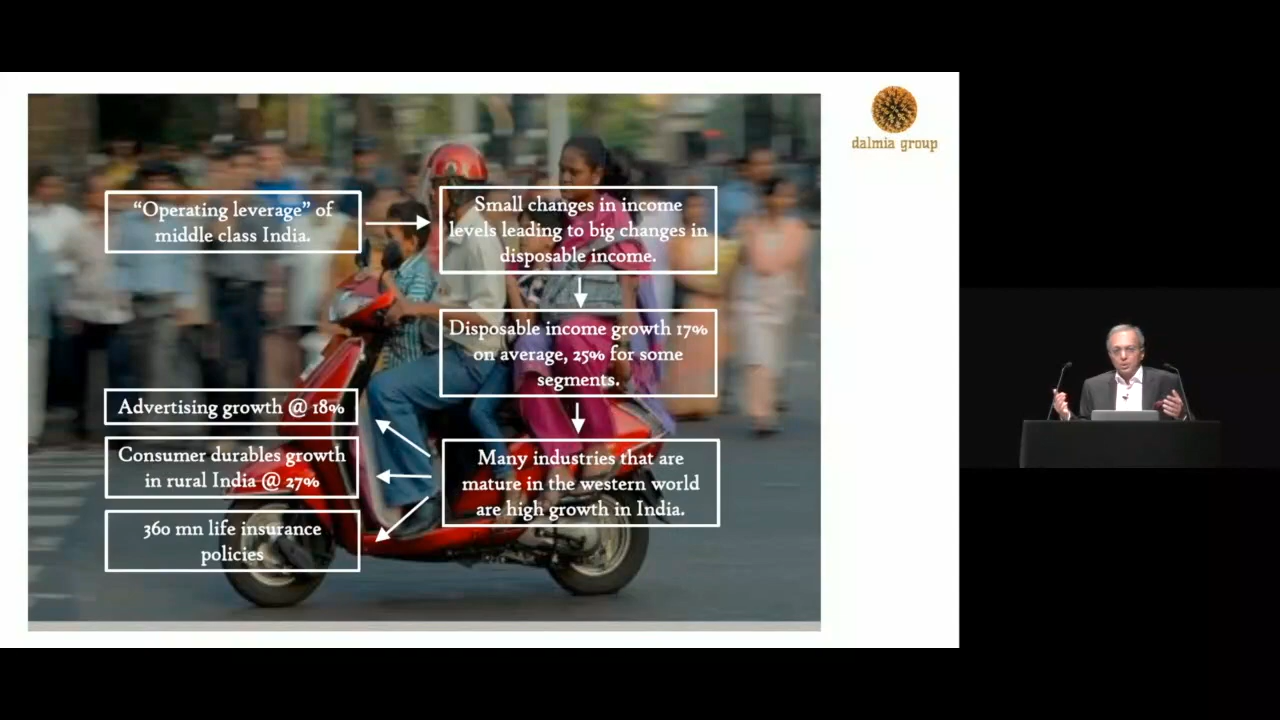 dalmia group
“Operating leverage” of
middle class India.
Small changes in income
levels leading to big changes in
disposable income.
Disposable income growth 17%
on average, 25% for some
segments.
Many industries that are
mature in the western world
are high growth in India.
Advertising growth @ 18%
Consumer durables growth
in rural India @ 27%
360 mn life insurance
policies